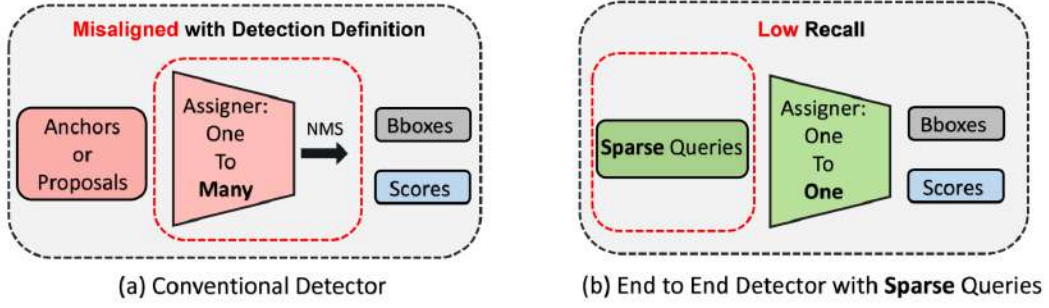 Misaligned with Detection Definition
Anchors
or
Proposals
Assigner:
One
To
Many
NMS
Bboxes
Scores
(a) Conventional Detector
Low Recall
Sparse Queries
Assigner:
One
To
One
Bboxes
Scores
(b) End to End Detector with Sparse Queries